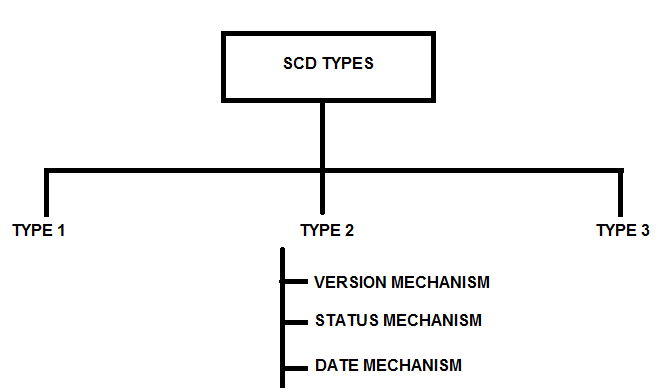 SCD TYPES
TYPE 1
TYPE 2
TYPE 3
VERSION MECHANISM
STATUS MECHANISM
DATE MECHANISM